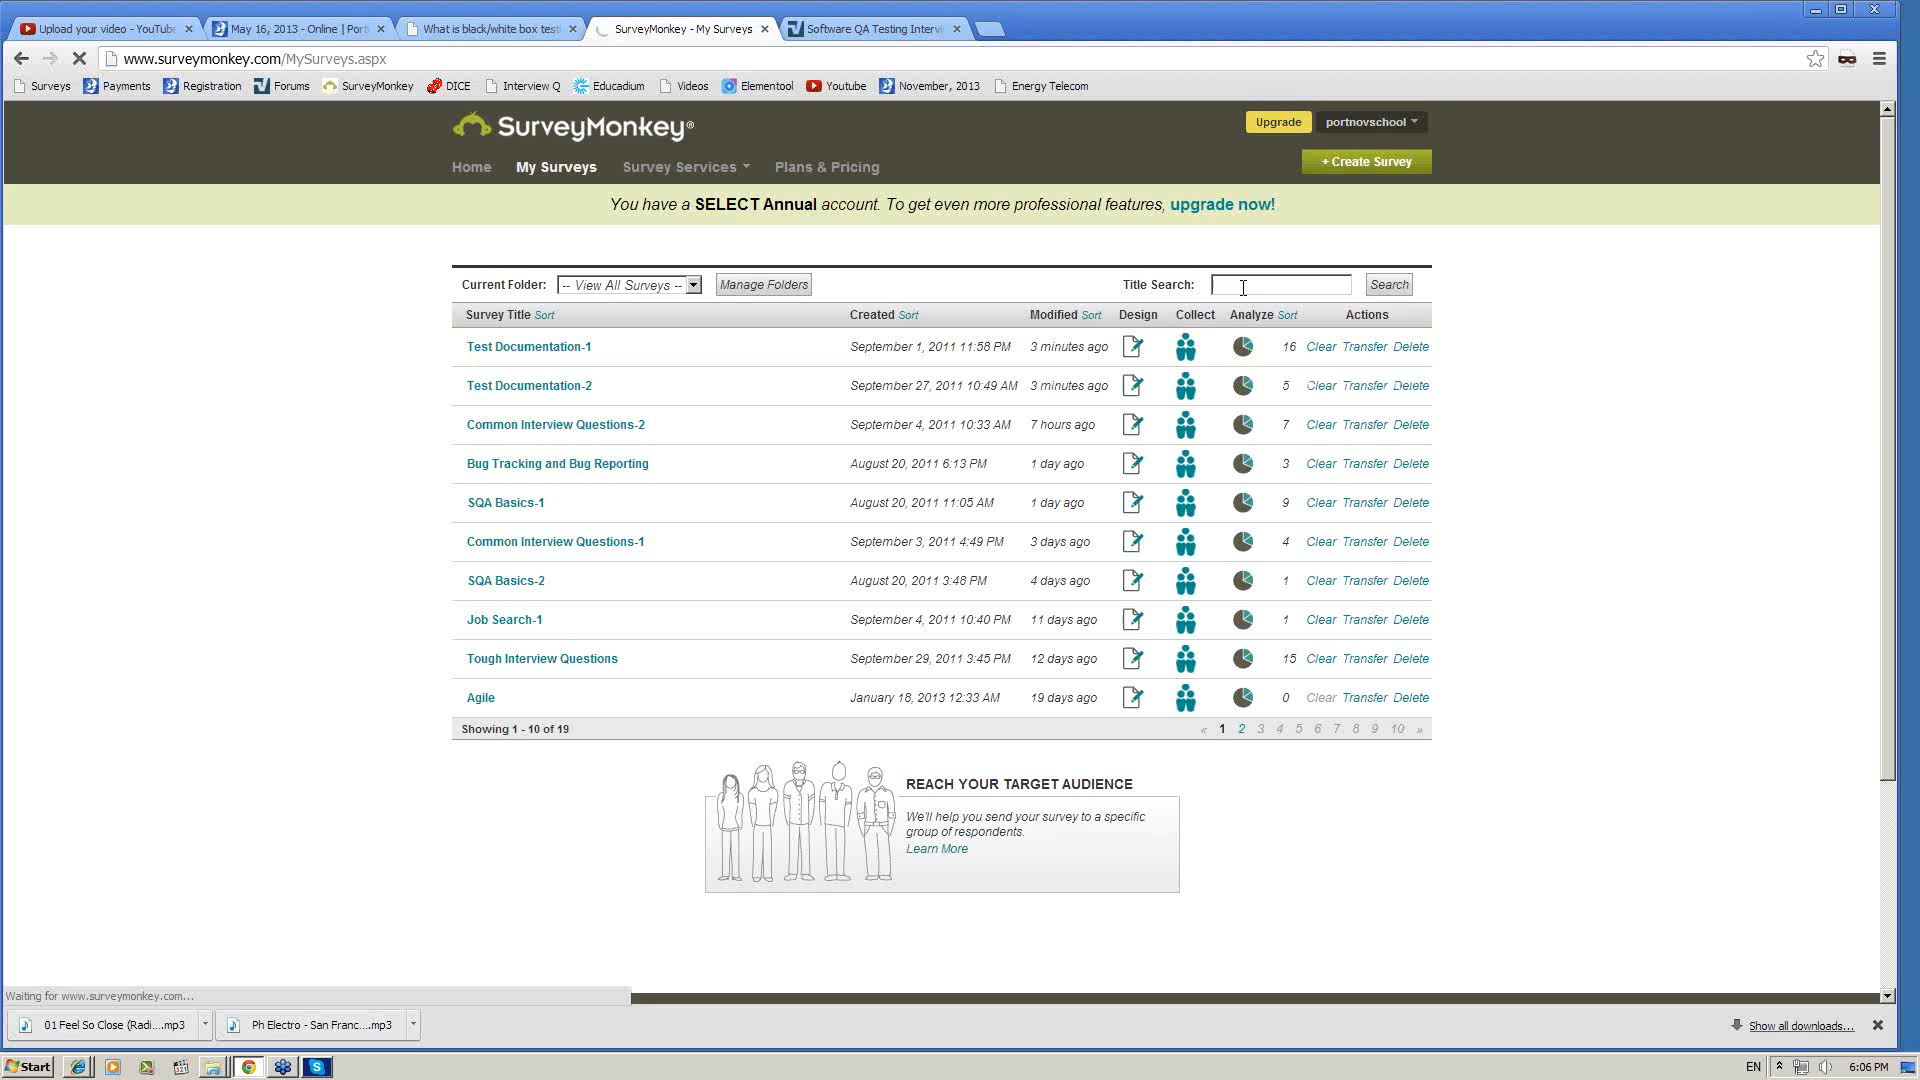 Upload your video - YouTube
May 16, 2013 - Online | Port
What is black/white box testi
SurveyMonkey - My Surveys
Software QA Testing Intervi
www.surveymonkey.com/MySurveys.aspx
Surveys Payments Registration Forums SurveyMonkey DICE Interview Q Educadium Videos Elementool Youtube November, 2013 Energy Telecom
SurveyMonkey®
Upgrade portnovschool
Home My Surveys Survey Services Plans & Pricing
+ Create Survey
You have a SELECT Annual account. To get even more professional features, upgrade now!
Current Folder: -- View All Surveys -- Manage Folders Title Search: Search
Survey Title Sort Created Sort Modified Sort Design Collect Analyze Sort Actions
Test Documentation-1 September 1, 2011 11:58 PM 3 minutes ago 16 Clear Transfer Delete
Test Documentation-2 September 27, 2011 10:49 AM 3 minutes ago 5 Clear Transfer Delete
Common Interview Questions-2 September 4, 2011 10:33 AM 7 hours ago 7 Clear Transfer Delete
Bug Tracking and Bug Reporting August 20, 2011 6:13 PM 1 day ago 3 Clear Transfer Delete
SQA Basics-1 August 20, 2011 11:05 AM 1 day ago 9 Clear Transfer Delete
Common Interview Questions-1 September 3, 2011 4:49 PM 3 days ago 4 Clear Transfer Delete
SQA Basics-2 August 20, 2011 3:48 PM 4 days ago 1 Clear Transfer Delete
Job Search-1 September 4, 2011 10:40 PM 11 days ago 1 Clear Transfer Delete
Tough Interview Questions September 29, 2011 3:45 PM 12 days ago 15 Clear Transfer Delete
Agile January 18, 2013 12:33 AM 19 days ago 0 Clear Transfer Delete
Showing 1 - 10 of 19 « 1 2 3 4 5 6 7 8 9 10 »
REACH YOUR TARGET AUDIENCE
We'll help you send your survey to a specific
group of respondents.
Learn More
Waiting for www.surveymonkey.com...
01 Feel So Close (Radi....mp3 Ph Electro - San Franc....mp3 Show all downloads...
Start EN 6:06 PM